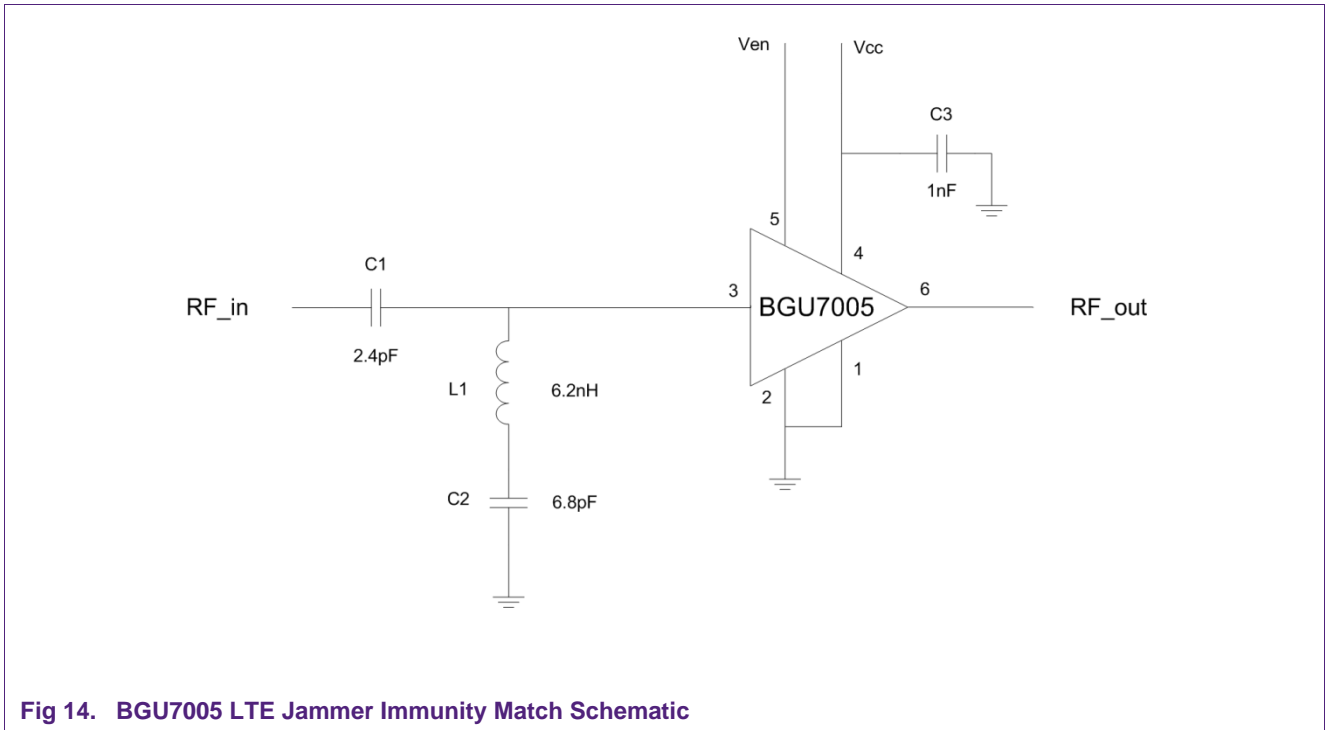 Ven
Vcc
C3
1nF
5
4
C1
RF_in
3
BGU7005
6
RF_out
2.4pF
1
L1
6.2nH
2
C2
6.8pF
Fig 14. BGU7005 LTE Jammer Immunity Match Schematic